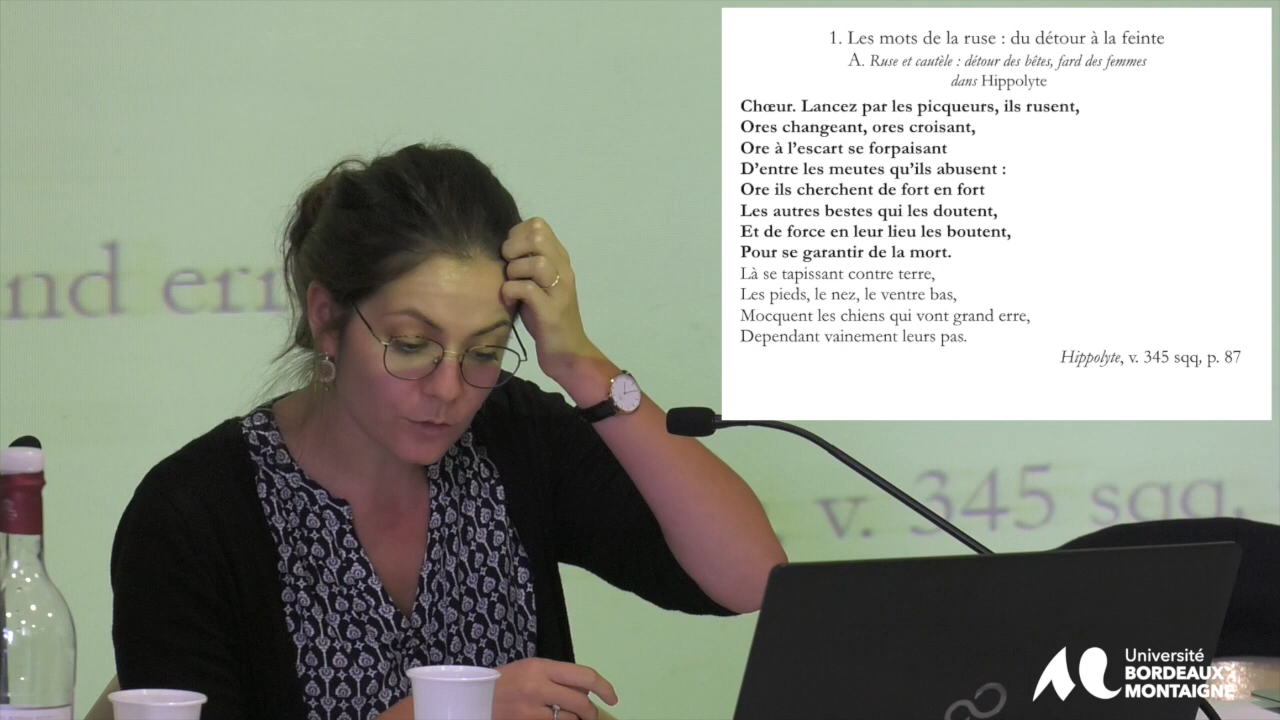 1. Les mots de la ruse : du détour à la feinte
A. Ruse et cautèle : détour des bêtes, fard des femmes
dans Hippolyte
Chœur. Lancez par les picqueurs, ils rusent,
Ores changeant, ores croisant,
Ore à l’escart se forpaisant
D’entre les meutes qu’ils abusent :
Ore ils cherchent de fort en fort
Les autres bestes qui les doutent,
Et de force en leur lieu les boutent,
Pour se garantir de la mort.
Là se tapissant contre terre,
Les pieds, le nez, le ventre bas,
Mocquent les chiens qui vont grand erre,
Dependant vainement leurs pas.
Hippolyte, v. 345 sqq, p. 87
nd err
v. 345 sqq.
Université
BORDEAUX
MONTAIGNE